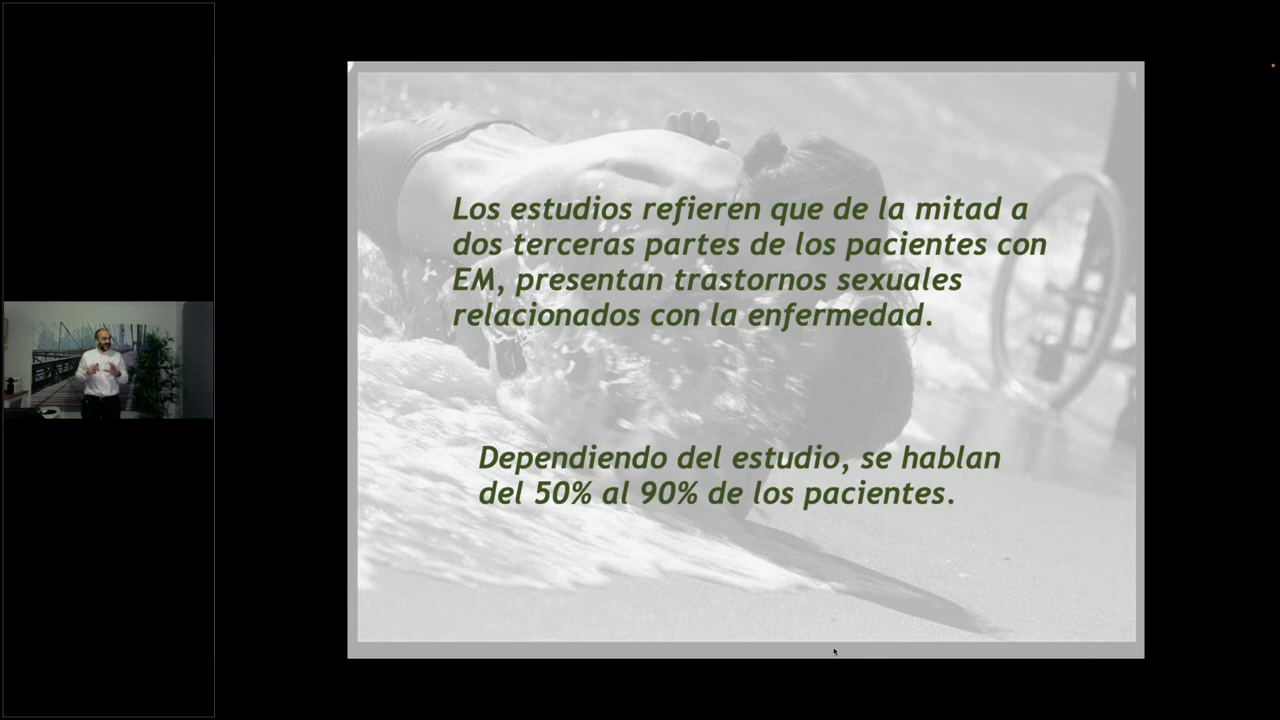 Los estudios refieren que de la mitad a
dos terceras partes de los pacientes con
EM, presentan trastornos sexuales
relacionados con la enfermedad.
Dependiendo del estudio, se hablan
del 50% al 90% de los pacientes.